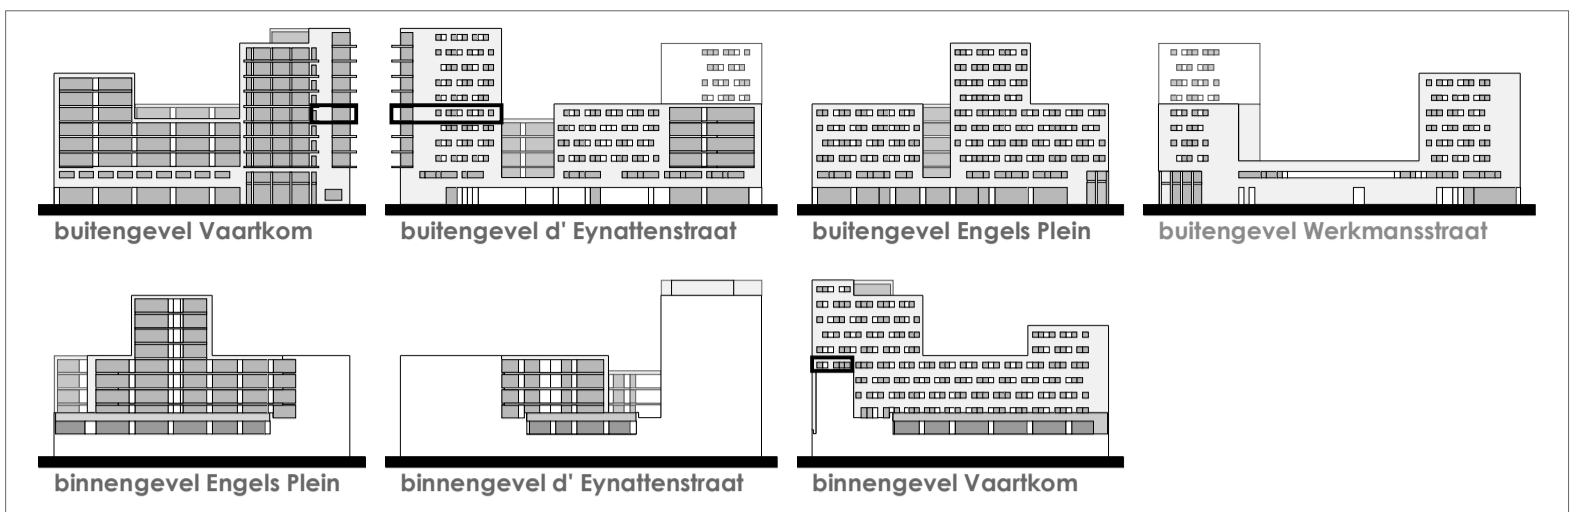 buitengevel Vaartkom
buitengevel d' Eynattenstraat
buitengevel Engels Plein
buitengevel Werkmansstraat
binnengevel Engels Plein
binnengevel d' Eynattenstraat
binnengevel Vaartkom